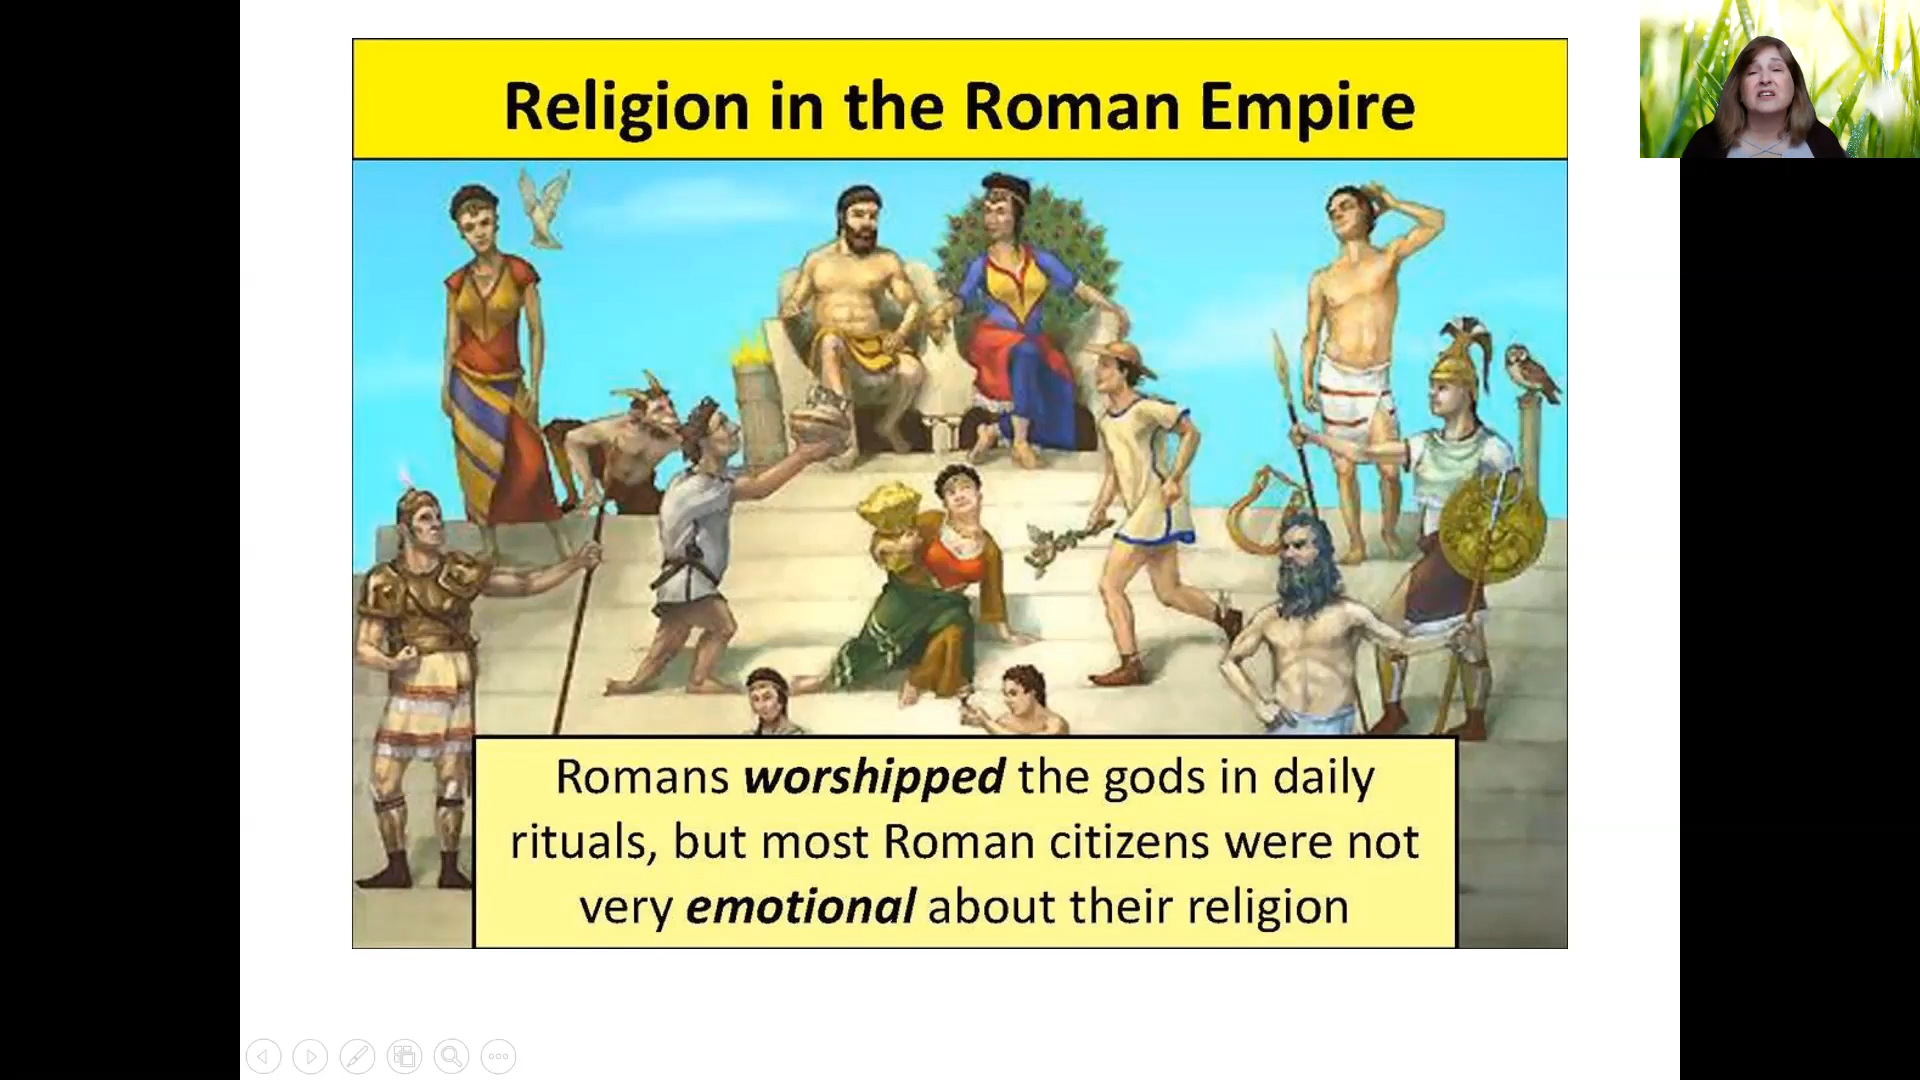 Religion in the Roman Empire
Romans worshipped the gods in daily
rituals, but most Roman citizens were not
very emotional about their religion